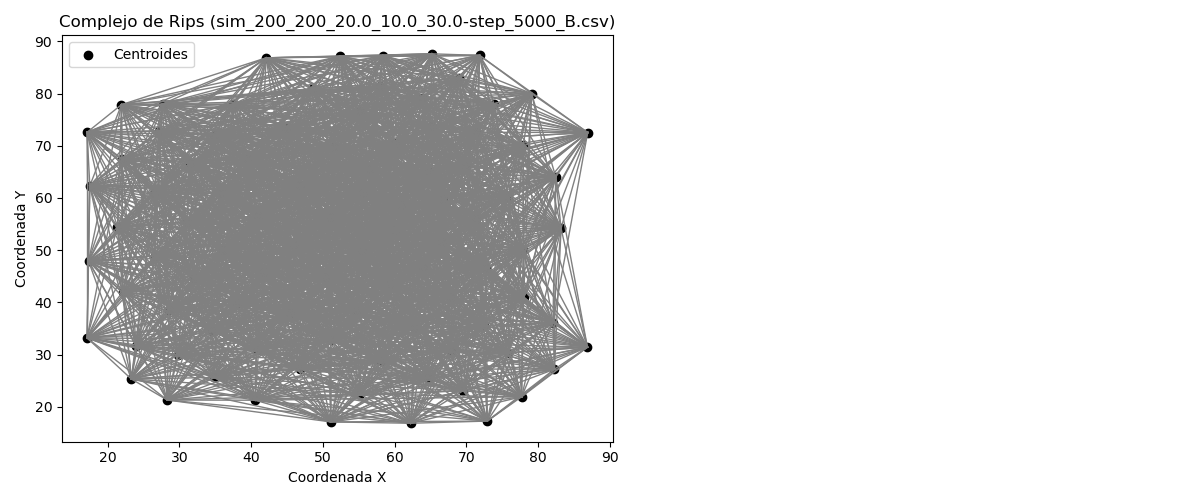 Complejo de Rips (sim_200_200_20.0_10.0_30.0-step_5000_B.csv)
Centroides
90
80
70
60
50
40
30
20
Coordenada Y
20 30 40 50 60 70 80 90
Coordenada X